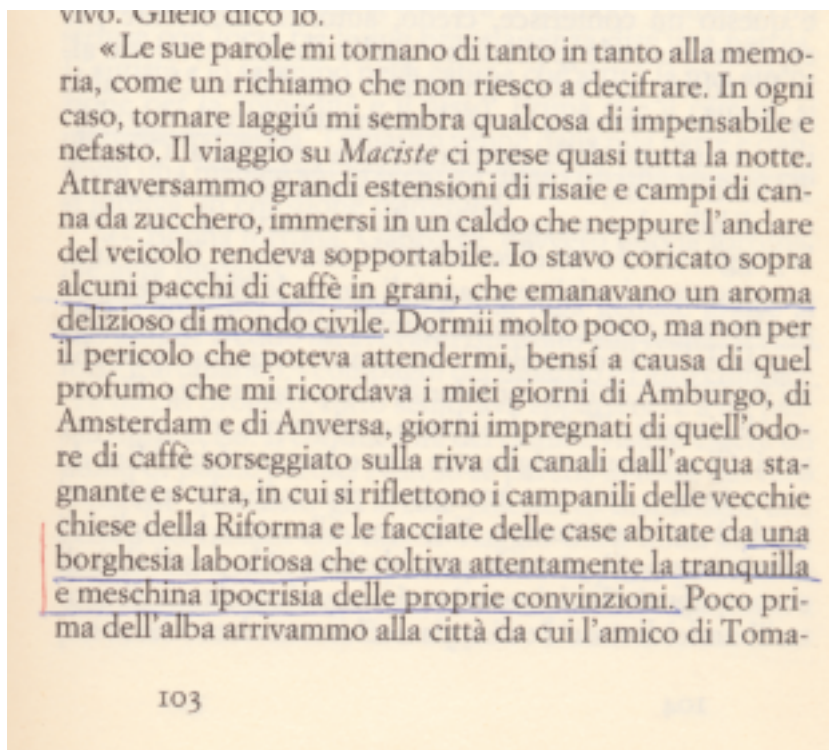 vivo. Glielo dico io.
«Le sue parole mi tornano di tanto in tanto alla memo-
ria, come un richiamo che non riesco a decifrare. In ogni
caso, tornare laggiú mi sembra qualcosa di impensabile e
nefasto. Il viaggio su Maciste ci prese quasi tutta la notte.
Attraversammo grandi estensioni di risaie e campi di can-
na da zucchero, immersi in un caldo che neppure l'andare
del veicolo rendeva sopportabile. Io stavo coricato sopra
alcuni pacchi di caffè in grani, che emanavano un aroma
delizioso di mondo civile. Dormii molto poco, ma non per
il pericolo che poteva attendermi, bensí a causa di quel
profumo che mi ricordava i miei giorni di Amburgo, di
Amsterdam e di Anversa, giorni impregnati di quell'odo-
re di caffè sorseggiato sulla riva di canali dall'acqua sta-
gnante e scura, in cui si riflettono i campanili delle vecchie
chiese della Riforma e le facciate delle case abitate da una
borghesia laboriosa che coltiva attentamente la tranquilla
e meschina ipocrisia delle proprie convinzioni. Poco pri-
ma dell'alba arrivammo alla città da cui l'amico di Toma-
103